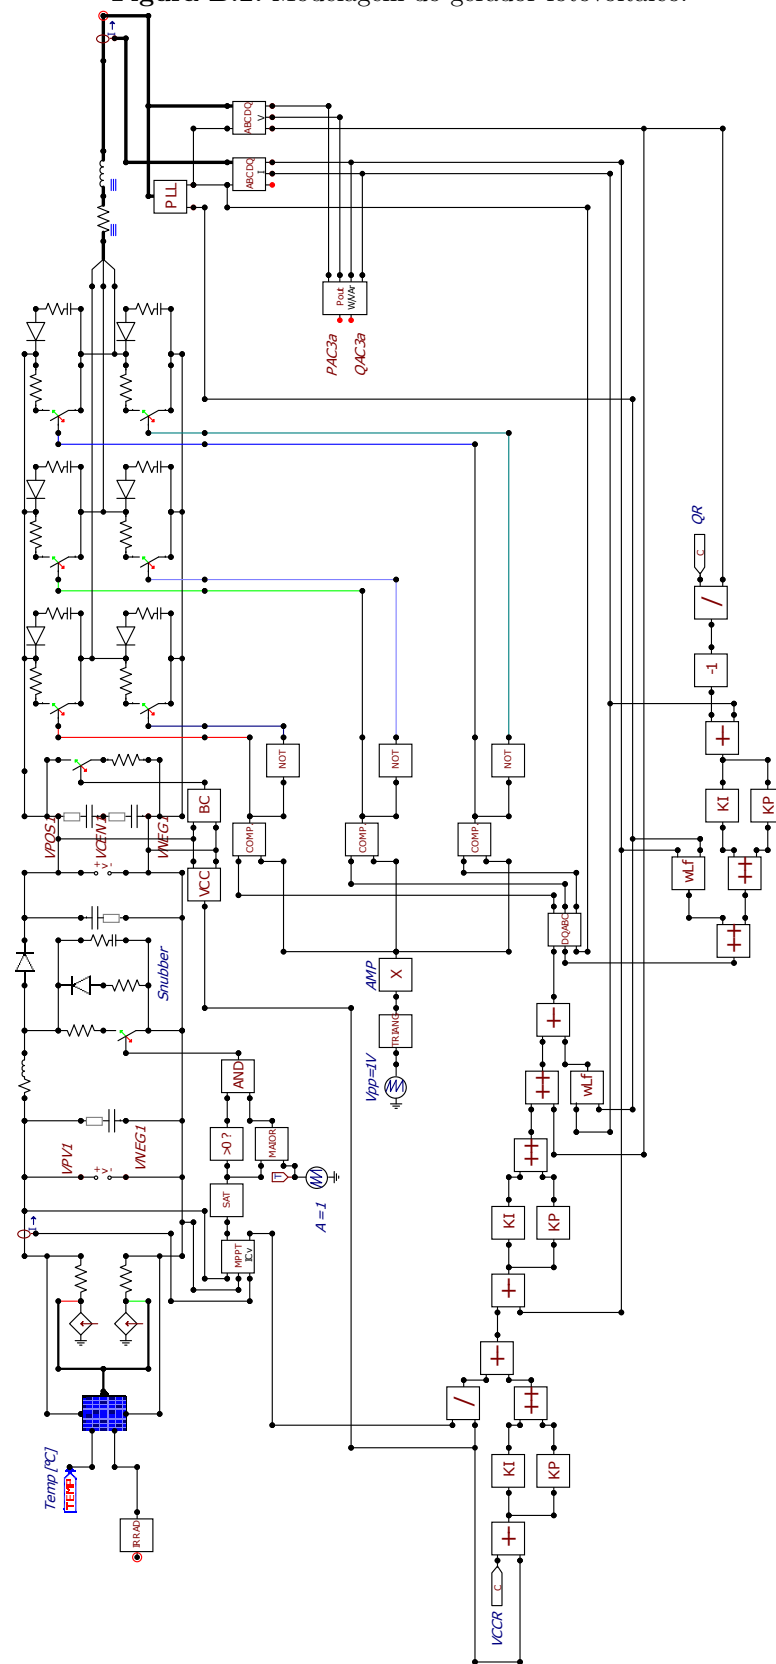 Figura B.2: Modelagem do gerador fotovoltaico.
I
ABCDQ
V
ABCDQ
I
PLL
Pout
W/VAr
PAC3a
QAC3a
QR
C
/
-1
+
KI
KP
wLf
++
++
NOT
NOT
NOT
BC
VPOS1
VCEN1
VNEG1
COMP.
COMP.
COMP.
+ V -
VCC
DQABC
Snubber
AMP
X
TRIANG
Vpp=1V
+
++
wLf
++
AND
>0 ?
MAIOR
VPV1
VNEG1
+ V -
T
SAT
A = 1
I
MPPT
ICv
KI
KP
+
+
/
++
KI
KP
Temp [ºC]
TEMP
IRRAD
+
VCCR
C